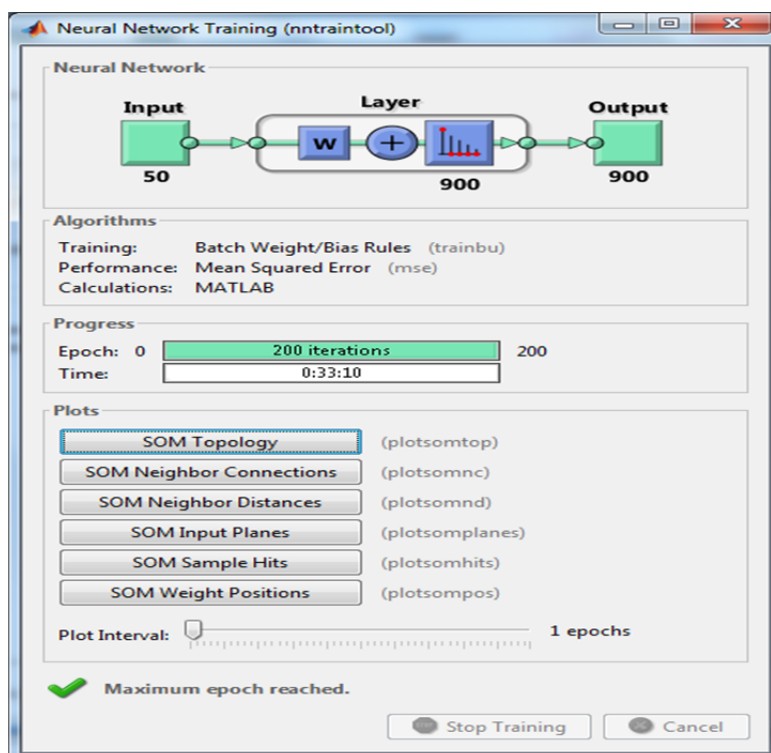 Neural Network Training (nntraintool)
Neural Network
Input Layer Output
W +
50 900 900
Algorithms
Training: Batch Weight/Bias Rules (trainbu)
Performance: Mean Squared Error (mse)
Calculations: MATLAB
Progress
Epoch: 0 200 iterations 200
Time: 0:33:10
Plots
SOM Topology (plotsomtop)
SOM Neighbor Connections (plotsomnc)
SOM Neighbor Distances (plotsomnd)
SOM Input Planes (plotsomplanes)
SOM Sample Hits (plotsomhits)
SOM Weight Positions (plotsompos)
Plot Interval: 1 epochs
Maximum epoch reached.
Stop Training Cancel